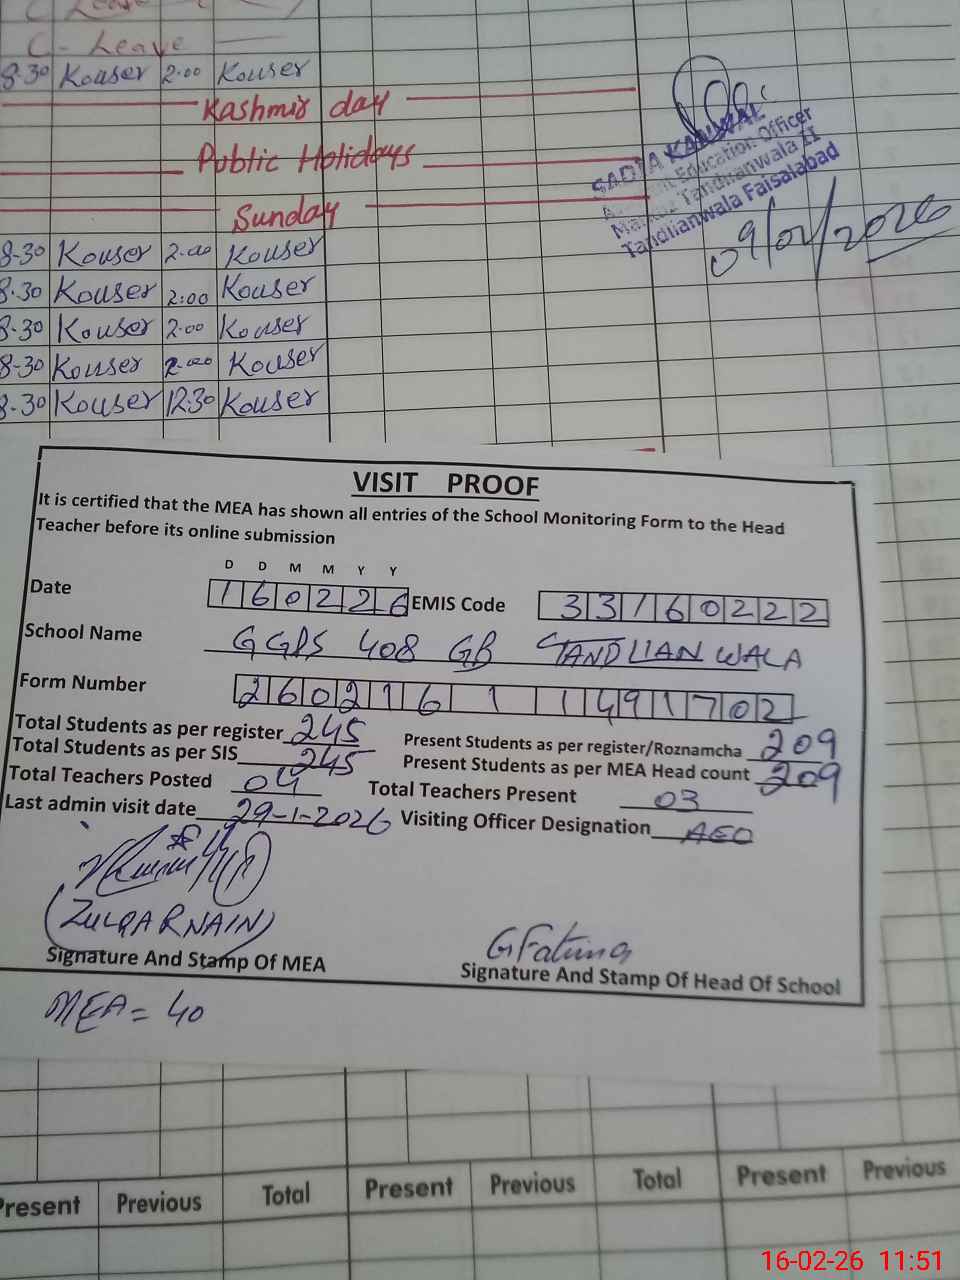 C - Leave
8.30 Kouser 2.00 Kouser
Kashmir day
Public Holidays
Sunday
8-30 Kouser 2.00 Kouser
8.30 Kouser 2:00 Kouser
8-30 Kouser 2.00 Kouser
8-30 Kouser 2.00 Kouser
8-30 Kouser 12.30 Kouser
SADIA KANWAL
Education Officer
Tandlianwala II
Tandlianwala Faisalabad
09/02/2026
VISIT PROOF
It is certified that the MEA has shown all entries of the School Monitoring Form to the Head
Teacher before its online submission
D D M M Y Y
Date 160226 EMIS Code 33160222
School Name GGPS 408 GB TANDLIANWALA
Form Number 260216 1 1491702
Total Students as per register 245 Present Students as per register/Roznamcha 209
Total Students as per SIS 245 Present Students as per MEA Head count 209
Total Teachers Posted 04 Total Teachers Present 03
Last admin visit date 29-1-2026 Visiting Officer Designation AEO
(ZULQARNAIN)
G Fatima
Signature And Stamp Of MEA Signature And Stamp Of Head Of School
MEA = 40
Present Previous Total Present Previous Total Present Previous
16-02-26 11:51